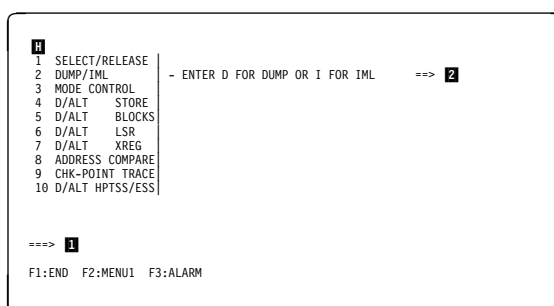 H
1 SELECT/RELEASE
2 DUMP/IML - ENTER D FOR DUMP OR I FOR IML ==> 2
3 MODE CONTROL
4 D/ALT STORE
5 D/ALT BLOCKS
6 D/ALT LSR
7 D/ALT XREG
8 ADDRESS COMPARE
9 CHK-POINT TRACE
10 D/ALT HPTSS/ESS
===> 1
F1:END F2:MENU1 F3:ALARM